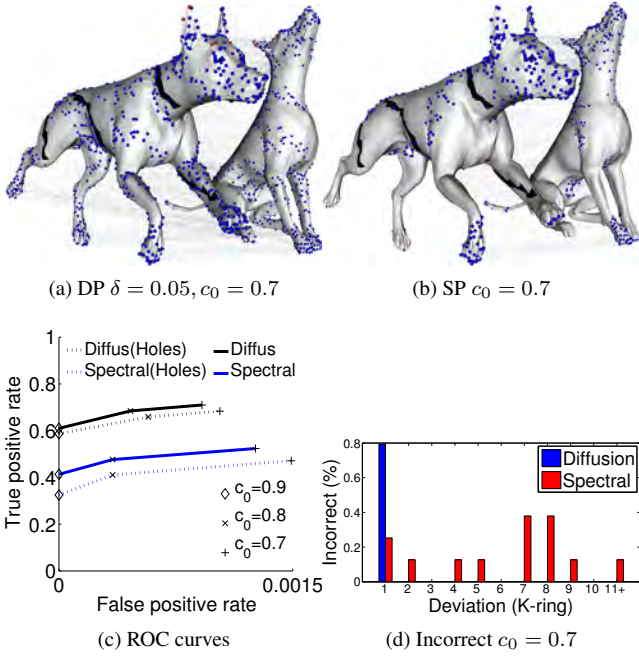 (a) DP δ = 0.05, c₀ = 0.7
(b) SP c₀ = 0.7
1
0.8
0.6
0.4
0.2
0
Diffus(Holes) Diffus
Spectral(Holes) Spectral
c₀=0.9
c₀=0.8
c₀=0.7
True positive rate
0 0.0015
False positive rate
(c) ROC curves
0.8
0.6
0.4
0.2
0
Diffusion
Spectral
Incorrect (%)
1 2 3 4 5 6 7 8 9 10 11+
Deviation (K-ring)
(d) Incorrect c₀ = 0.7